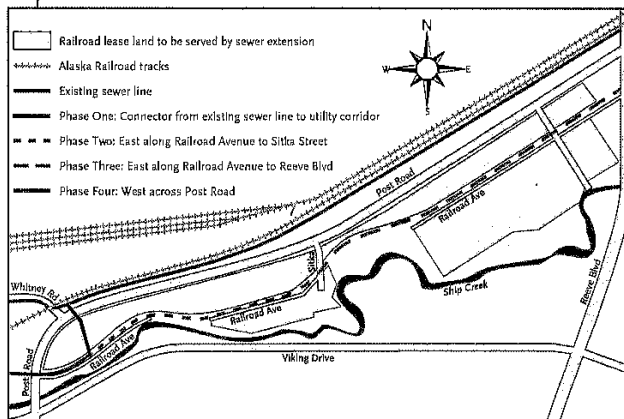 N
W
E
S
Railroad lease land to be served by sewer extension
Alaska Railroad tracks
Existing sewer line
Phase One: Connector from existing sewer line to utility corridor
Phase Two: East along Railroad Avenue to Sitka Street
Phase Three: East along Railroad Avenue to Reeve Blvd
Phase Four: West across Post Road
Post Road
Railroad Ave
Sitka
Ship Creek
Reeve Blvd
Whitney Rd
Railroad Ave
Railroad Ave
Post Road
Viking Drive